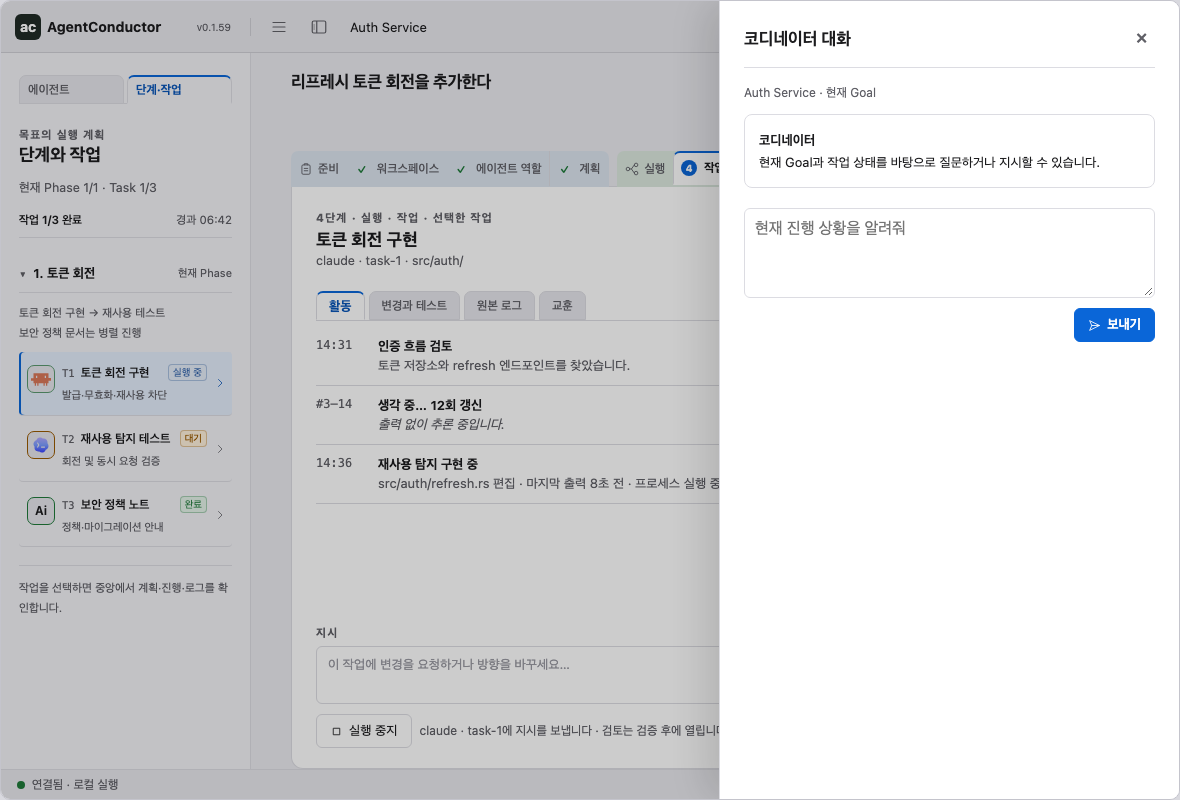 ac AgentConductor v0.1.59 Auth Service
에이전트 단계·작업
목표의 실행 계획
단계와 작업
현재 Phase 1/1 · Task 1/3
작업 1/3 완료 경과 06:42
1. 토큰 회전 현재 Phase
토큰 회전 구현 → 재사용 테스트
보안 정책 문서는 병렬 진행
T1 토큰 회전 구현 실행 중
발급·무효화·재사용 차단
T2 재사용 탐지 테스트 대기
회전 및 동시 요청 검증
Ai T3 보안 정책 노트 완료
정책·마이그레이션 안내
작업을 선택하면 중앙에서 계획·진행·로그를 확
인합니다.
연결됨 · 로컬 실행
리프레시 토큰 회전을 추가한다
준비 워크스페이스 에이전트 역할 계획 실행 4
4단계 · 실행 · 작업 · 선택한 작업
토큰 회전 구현
claude · task-1 · src/auth/
활동 변경과 테스트 원본 로그 교훈
14:31 인증 흐름 검토
토큰 저장소와 refresh 엔드포인트를 찾았습니다.
#3–14 생각 중... 12회 갱신
출력 없이 추론 중입니다.
14:36 재사용 탐지 구현 중
src/auth/refresh.rs 편집 · 마지막 출력 8초 전 · 프로세스 실행 중
지시
이 작업에 변경을 요청하거나 방향을 바꾸세요...
실행 중지 claude · task-1에 지시를 보냅니다 · 검토는 검증 후에
코디네이터 대화
Auth Service · 현재 Goal
코디네이터
현재 Goal과 작업 상태를 바탕으로 질문하거나 지시할 수 있습니다.
현재 진행 상황을 알려줘
보내기